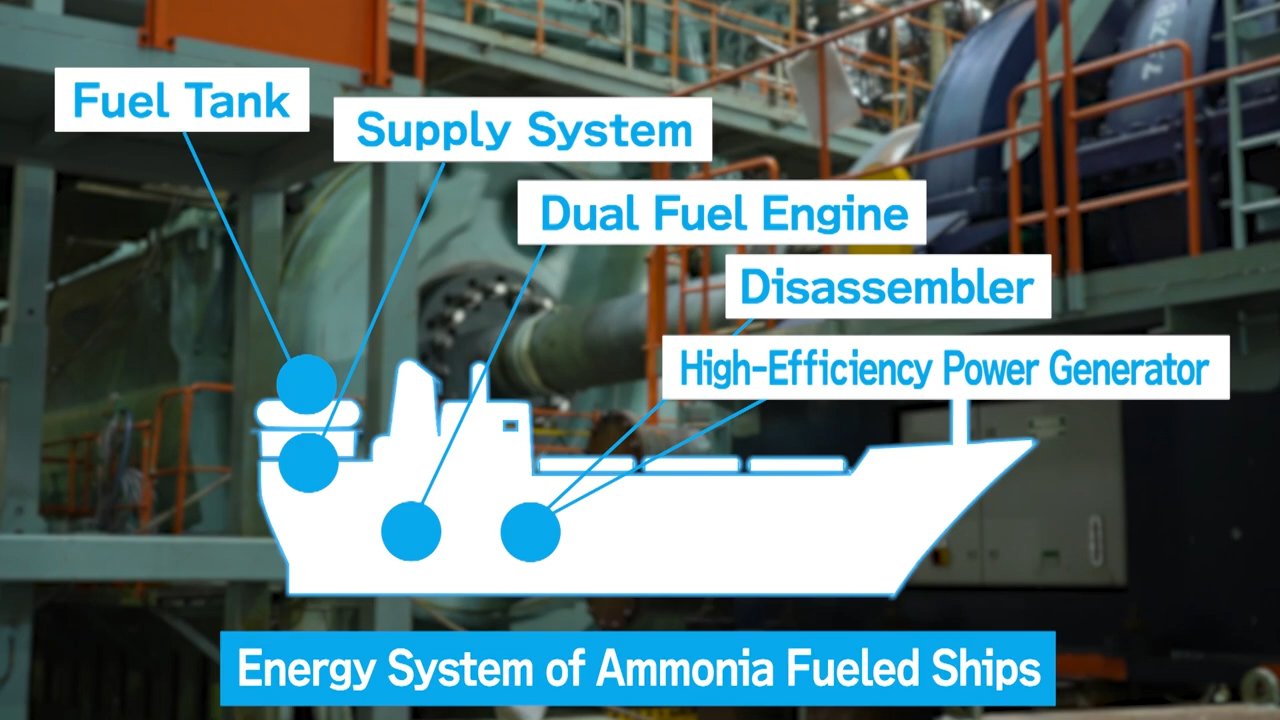 Fuel Tank
Supply System
Dual Fuel Engine
Disassembler
High-Efficiency Power Generator
Energy System of Ammonia Fueled Ships